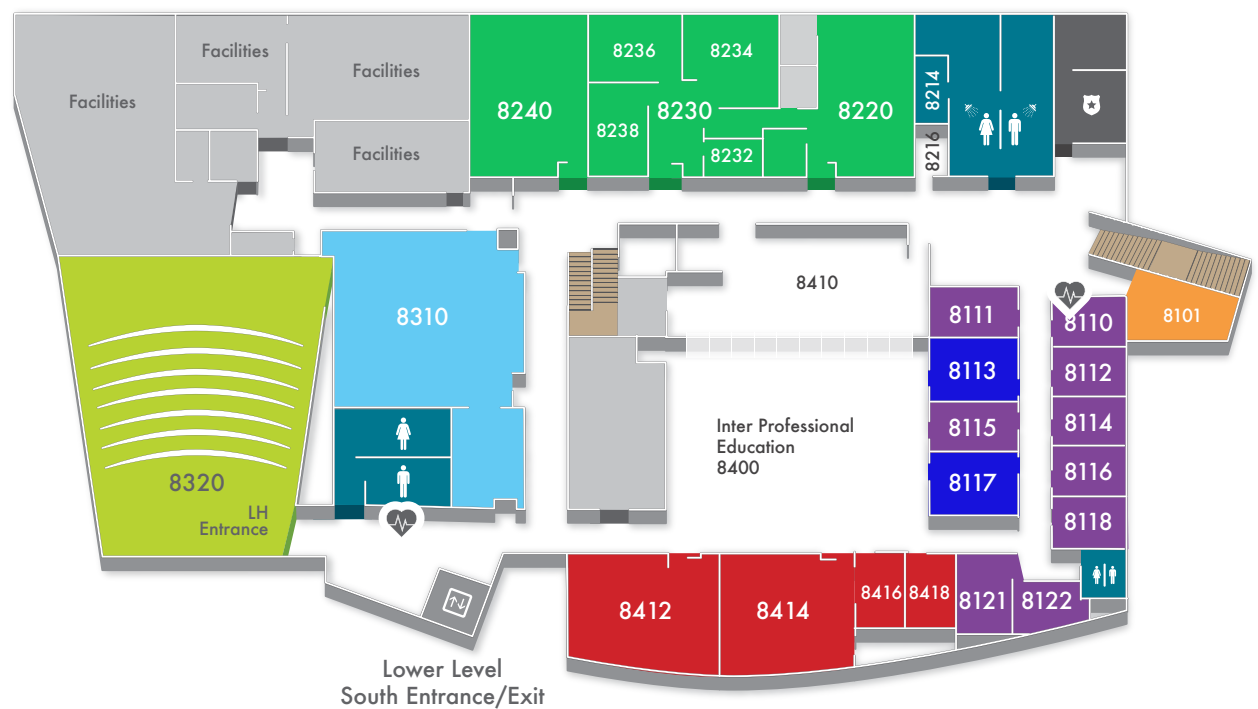 Facilities
Facilities
Facilities
Facilities
8240
8236
8234
8238
8230
8232
8220
8214
8216
8310
8410
8111
8110
8101
8113
8112
8115
8114
8117
8116
8118
Inter Professional
Education
8400
8320
LH
Entrance
8412
8414
8416
8418
8121
8122
Lower Level
South Entrance/Exit